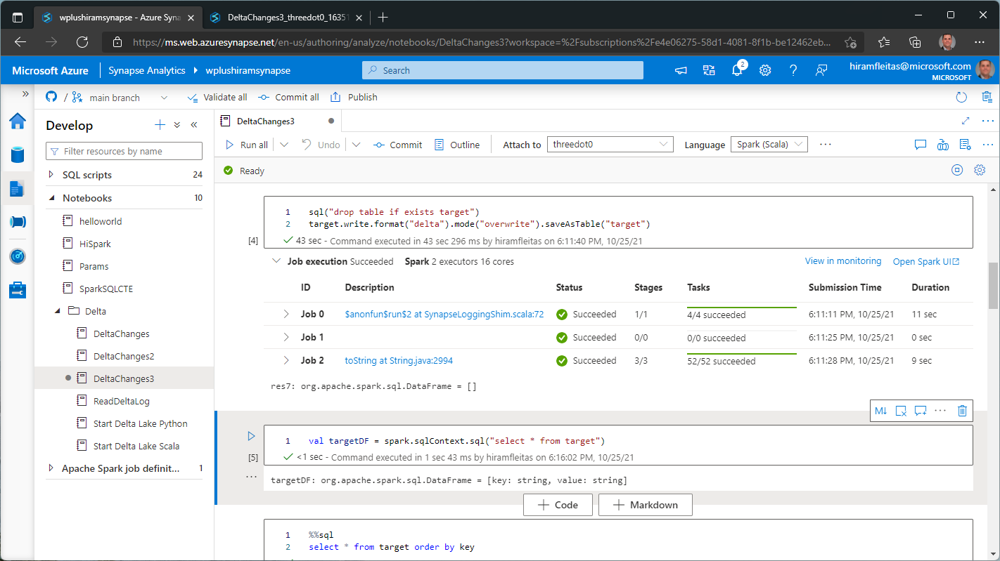 wplushiramsynapse - Azure Syna
DeltaChanges3_threedot0_16351
https://ms.web.azuresynapse.net/en-us/authoring/analyze/notebooks/DeltaChanges3?workspace=%2Fsubscriptions%2Fe4e06275-58d1-4081-8f1b-be12462eb...
Microsoft Azure
Synapse Analytics
wplushiramsynapse
Search
2
hiramfleitas@microsoft.com
MICROSOFT
/
main branch
Validate all
Commit all
Publish
Develop
Filter resources by name
SQL scripts 24
Notebooks 10
helloworld
HiSpark
Params
SparkSQLCTE
Delta
DeltaChanges
DeltaChanges2
DeltaChanges3
ReadDeltaLog
Start Delta Lake Python
Start Delta Lake Scala
Apache Spark job definit... 1
DeltaChanges3
Run all
Undo
Commit
Outline
Attach to
threedot0
Language
Spark (Scala)
Ready
1 sql("drop table if exists target")
2 target.write.format("delta").mode("overwrite").saveAsTable("target")
[4] 43 sec - Command executed in 43 sec 296 ms by hiramfleitas on 6:11:40 PM, 10/25/21
Job execution Succeeded Spark 2 executors 16 cores View in monitoring Open Spark UI
ID Description Status Stages Tasks Submission Time Duration
Job 0 $anonfun$run$2 at SynapseLoggingShim.scala:72 Succeeded 1/1 4/4 succeeded 6:11:11 PM, 10/25/21 11 sec
Job 1 Succeeded 0/0 0/0 succeeded 6:11:25 PM, 10/25/21 0 sec
Job 2 toString at String.java:2994 Succeeded 3/3 52/52 succeeded 6:11:28 PM, 10/25/21 9 sec
res7: org.apache.spark.sql.DataFrame = []
M↓
1 val targetDF = spark.sqlContext.sql("select * from target")
[5] <1 sec - Command executed in 1 sec 43 ms by hiramfleitas on 6:16:02 PM, 10/25/21
targetDF: org.apache.spark.sql.DataFrame = [key: string, value: string]
Code
Markdown
1 %%sql
2 select * from target order by key